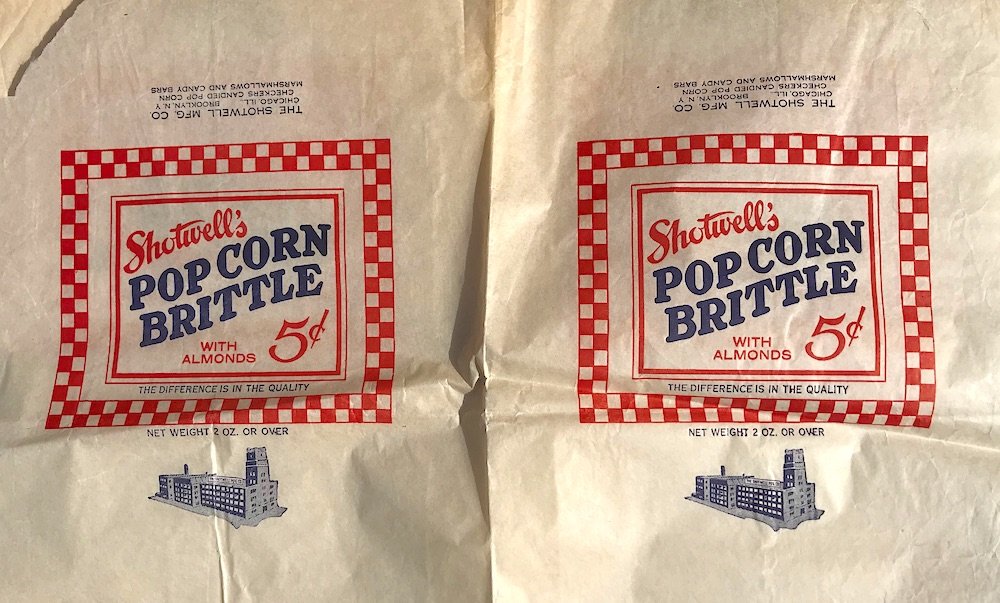 THE SHOTWELL MFG. CO
CHICAGO, ILL. BROOKLYN, N.Y
CHECKERS CANDIED POP CORN
MARSHMALLOWS AND CANDY BARS
Shotwell's
POP CORN
BRITTLE
WITH
ALMONDS 5¢
THE DIFFERENCE IS IN THE QUALITY
NET WEIGHT 2 OZ. OR OVER
THE SHOTWELL MFG. CO
CHICAGO, ILL. BROOKLYN, N.Y
CHECKERS CANDIED POP CORN
MARSHMALLOWS AND CANDY BARS
Shotwell's
POP CORN
BRITTLE
WITH
ALMONDS 5¢
THE DIFFERENCE IS IN THE QUALITY
NET WEIGHT 2 OZ. OR OVER